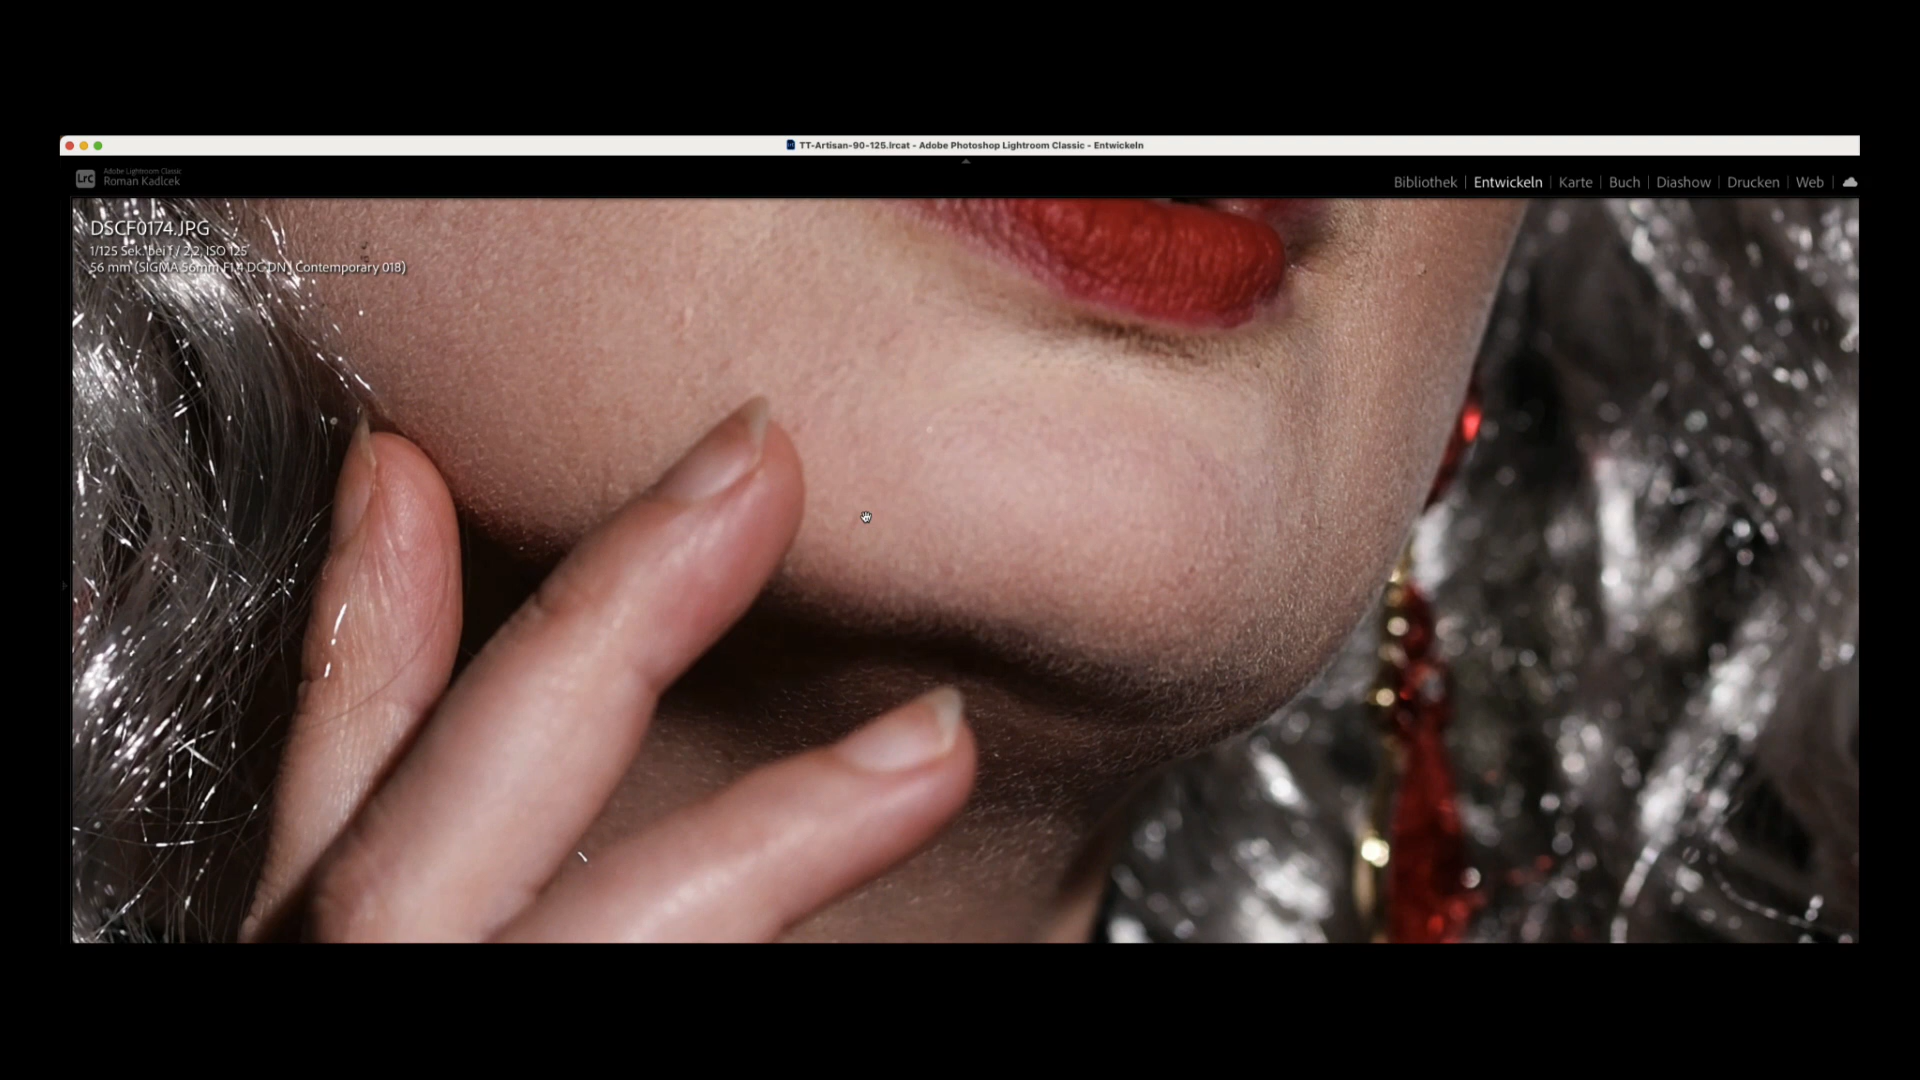 TT-Artisan-90-125.lrcat - Adobe Photoshop Lightroom Classic - Entwickeln
LrC
Adobe Lightroom Classic
Roman Kadlcek
Bibliothek | Entwickeln | Karte | Buch | Diashow | Drucken | Web
DSCF0174.JPG
1/125 Sek. bei f / 2,2, ISO 125
56 mm (SIGMA 56mm F1.4 DC DN | Contemporary 018)